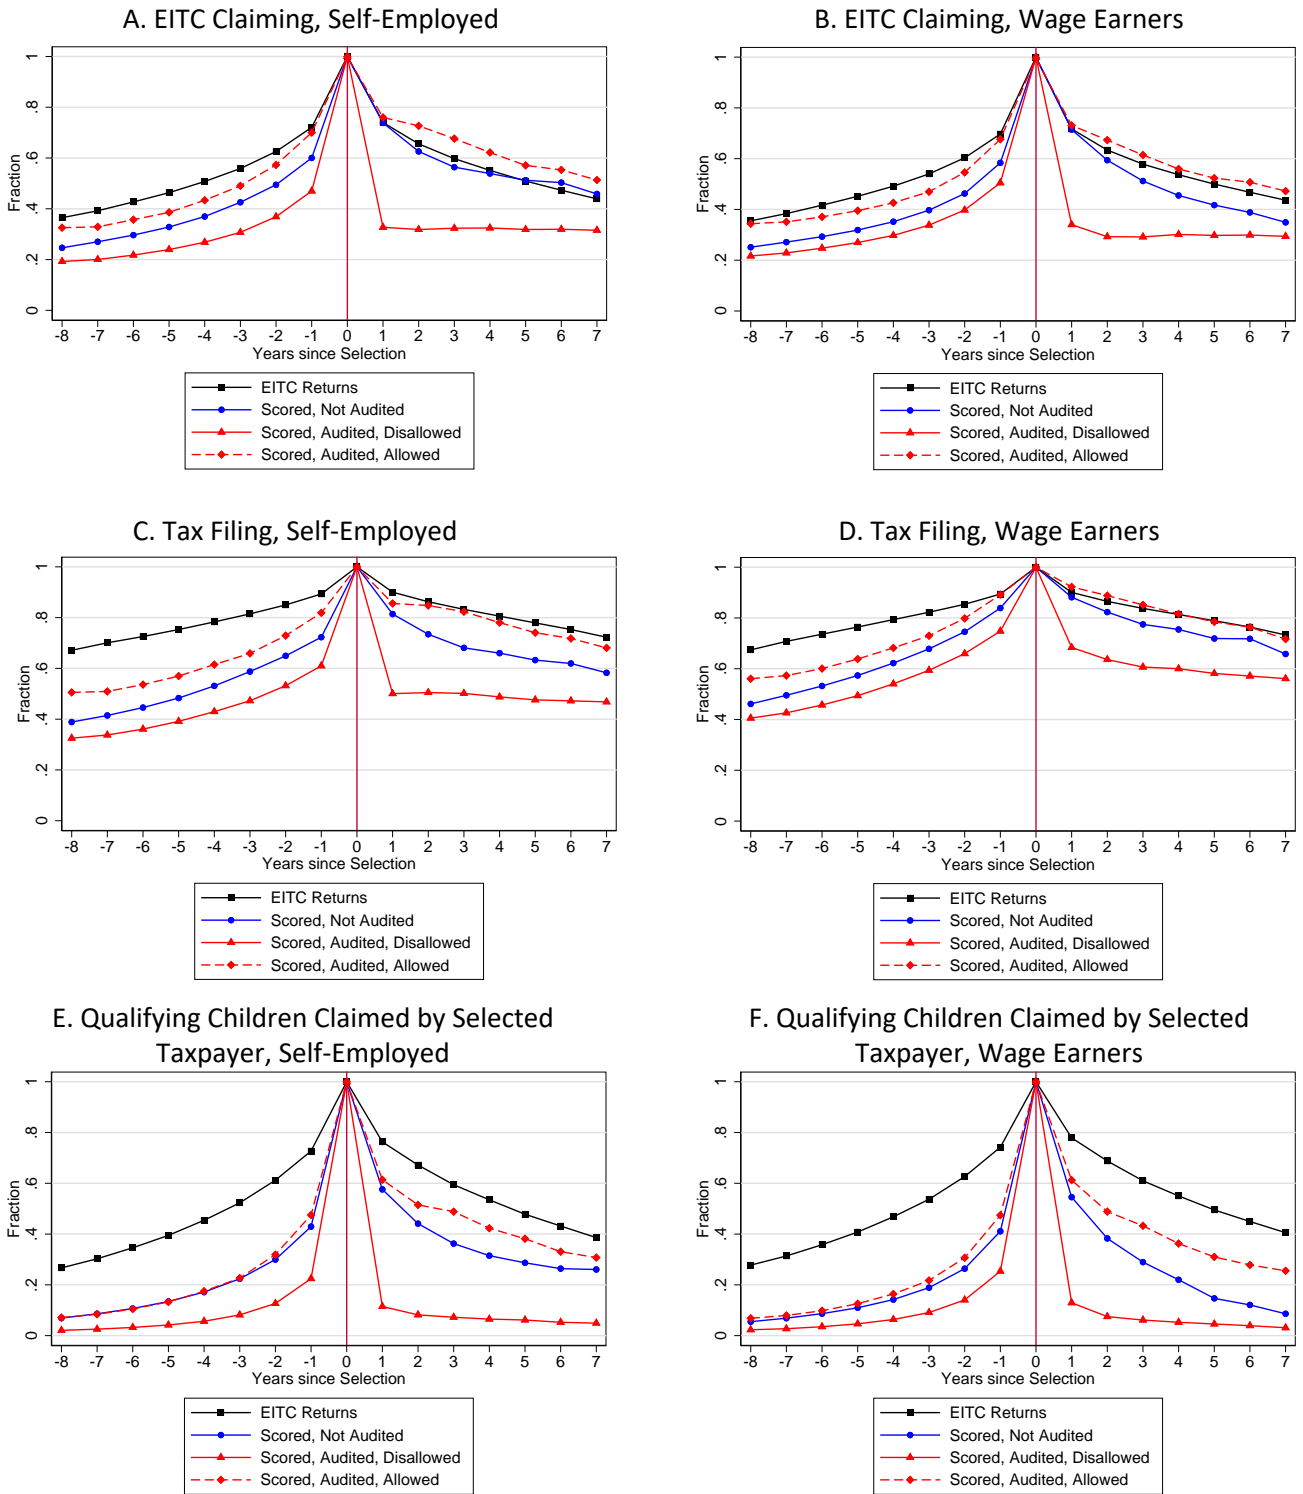 A. EITC Claiming, Self-Employed
Fraction
1
.8
.6
.4
.2
0
-8 -7 -6 -5 -4 -3 -2 -1 0 1 2 3 4 5 6 7
Years since Selection
EITC Returns
Scored, Not Audited
Scored, Audited, Disallowed
Scored, Audited, Allowed
B. EITC Claiming, Wage Earners
Fraction
1
.8
.6
.4
.2
0
-8 -7 -6 -5 -4 -3 -2 -1 0 1 2 3 4 5 6 7
Years since Selection
EITC Returns
Scored, Not Audited
Scored, Audited, Disallowed
Scored, Audited, Allowed
C. Tax Filing, Self-Employed
Fraction
1
.8
.6
.4
.2
0
-8 -7 -6 -5 -4 -3 -2 -1 0 1 2 3 4 5 6 7
Years since Selection
EITC Returns
Scored, Not Audited
Scored, Audited, Disallowed
Scored, Audited, Allowed
D. Tax Filing, Wage Earners
Fraction
1
.8
.6
.4
.2
0
-8 -7 -6 -5 -4 -3 -2 -1 0 1 2 3 4 5 6 7
Years since Selection
EITC Returns
Scored, Not Audited
Scored, Audited, Disallowed
Scored, Audited, Allowed
E. Qualifying Children Claimed by Selected
Taxpayer, Self-Employed
Fraction
1
.8
.6
.4
.2
0
-8 -7 -6 -5 -4 -3 -2 -1 0 1 2 3 4 5 6 7
Years since Selection
EITC Returns
Scored, Not Audited
Scored, Audited, Disallowed
Scored, Audited, Allowed
F. Qualifying Children Claimed by Selected
Taxpayer, Wage Earners
Fraction
1
.8
.6
.4
.2
0
-8 -7 -6 -5 -4 -3 -2 -1 0 1 2 3 4 5 6 7
Years since Selection
EITC Returns
Scored, Not Audited
Scored, Audited, Disallowed
Scored, Audited, Allowed